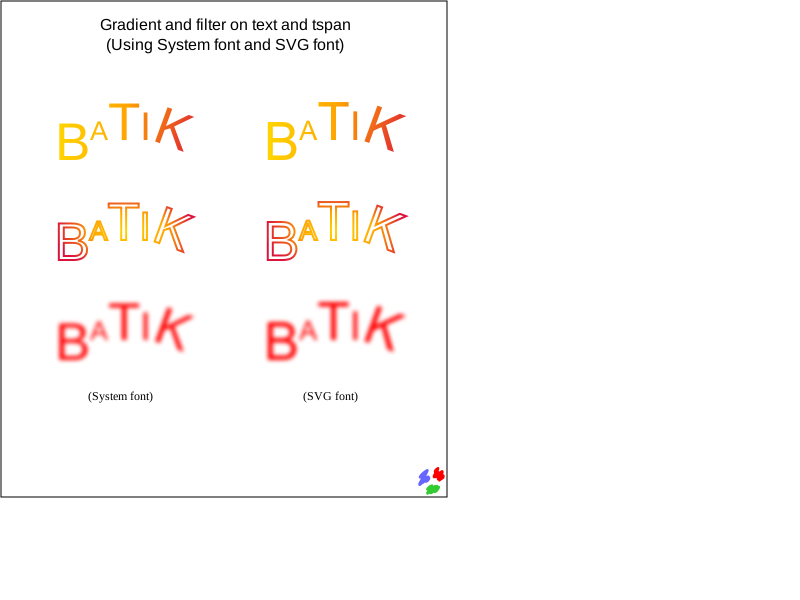 Gradient and filter on text and tspan
(Using System font and SVG font)
BATIK BATIK
BATIK BATIK
BATIK BATIK
(System font) (SVG font)